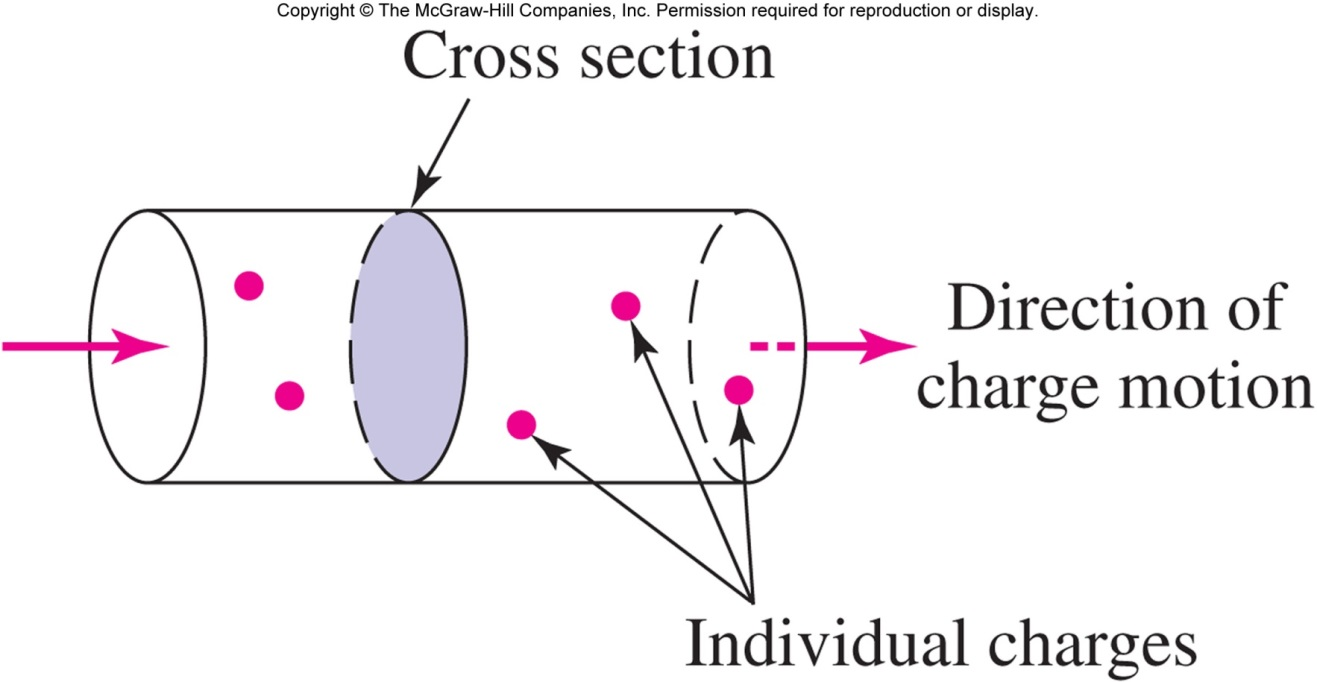 Copyright © The McGraw-Hill Companies, Inc. Permission required for reproduction or display.
Cross section
Direction of
charge motion
Individual charges